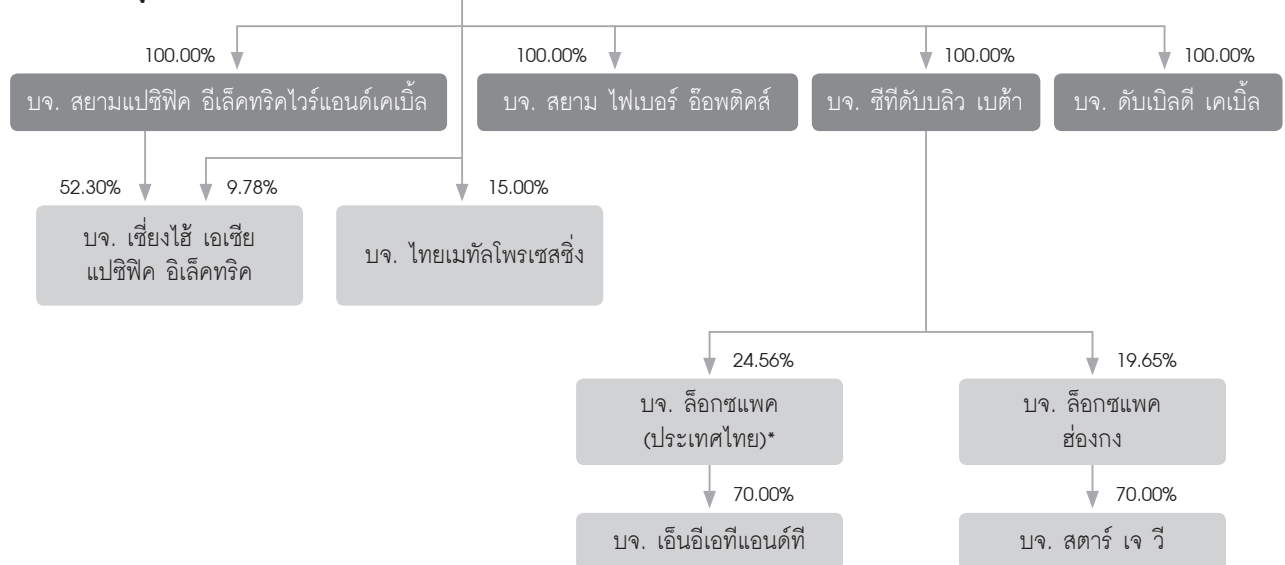 100.00%
100.00%
100.00%
100.00%
บจ. สยามแปซิฟิค อีเล็คทริคไวร์แอนด์เคเบิ้ล
บจ. สยาม ไฟเบอร์ อ๊อพติคส์
บจ. ซีทีดับบลิว เบต้า
บจ. ดับเบิลดี เคเบิ้ล
52.30%
9.78%
15.00%
บจ. เซี่ยงไฮ้ เอเซีย
แปซิฟิค อิเล็คทริค
บจ. ไทยเมทัลโพรเซสซิ่ง
24.56%
19.65%
บจ. ล็อกซแพค
(ประเทศไทย)*
บจ. ล็อกซแพค
ฮ่องกง
70.00%
70.00%
บจ. เอ็นอีเอทีแอนด์ที
บจ. สตาร์ เจ วี